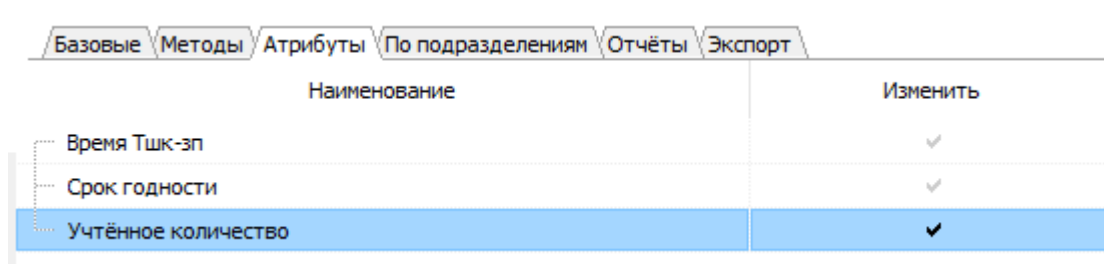 Базовые Методы Атрибуты По подразделениям Отчёты Экспорт
Наименование Изменить
Время Тшк-зп
Срок годности
Учтённое количество